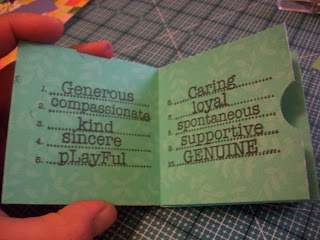 1. Generous
2. compassionate
3. kind
4. sincere
5. pLayFul
6. Caring
7. loyal
8. spontaneous
9. supportive
10. GENUINE